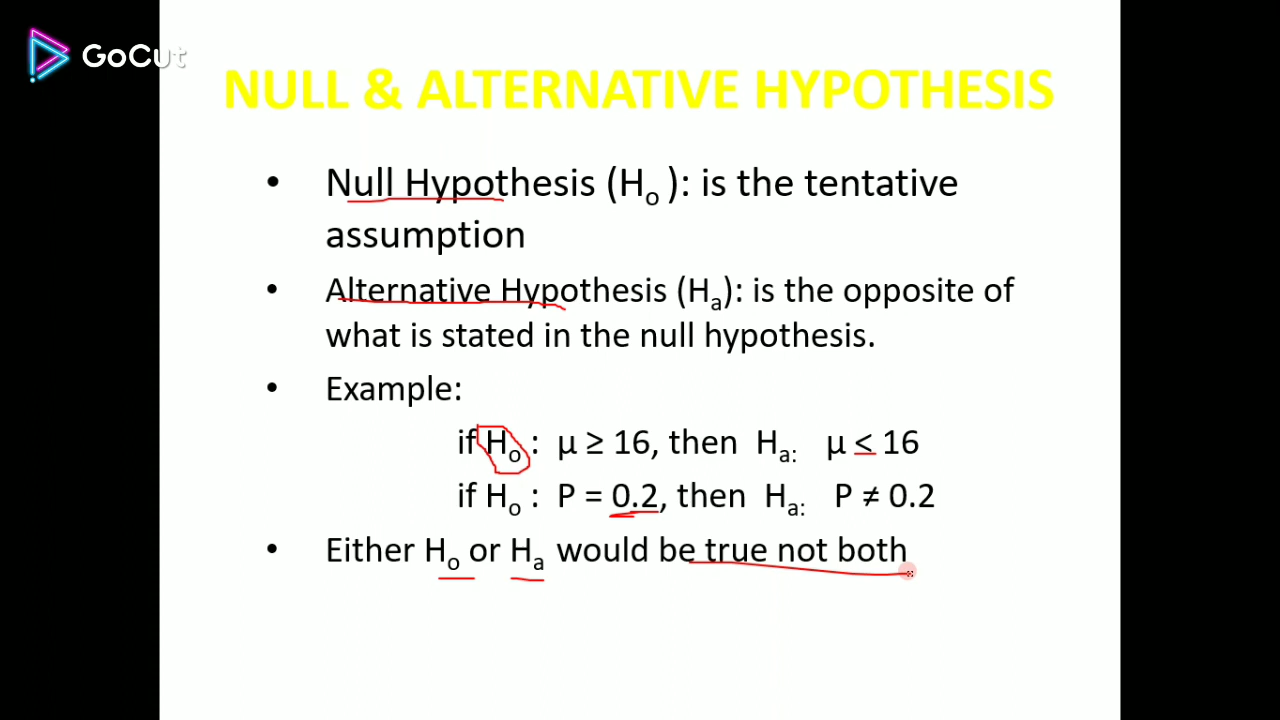 GoCut
NULL & ALTERNATIVE HYPOTHESIS
• Null Hypothesis (Ho ): is the tentative
assumption
• Alternative Hypothesis (Ha): is the opposite of
what is stated in the null hypothesis.
• Example:
if Ho : μ ≥ 16, then Ha: μ < 16
if Ho : P = 0.2, then Ha: P ≠ 0.2
• Either Ho or Ha would be true not both